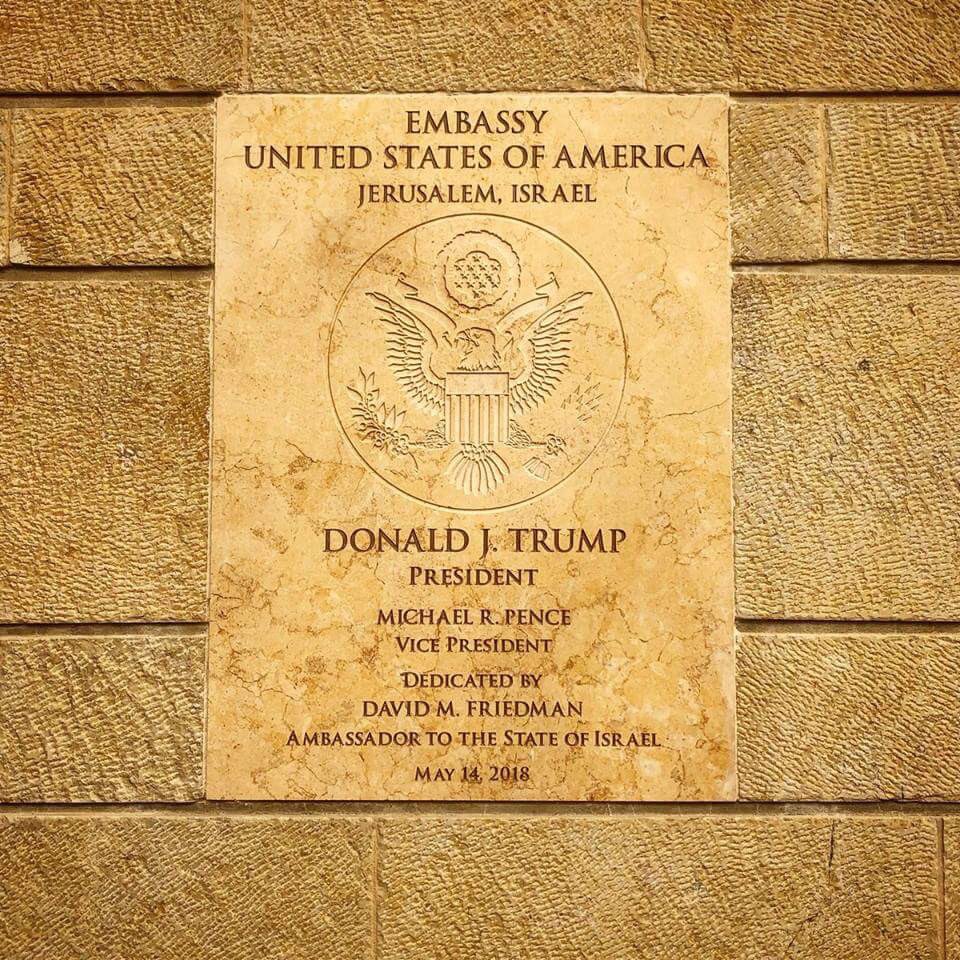 EMBASSY
UNITED STATES OF AMERICA
JERUSALEM, ISRAEL
DONALD J. TRUMP
PRESIDENT
MICHAEL R. PENCE
VICE PRESIDENT
DEDICATED BY
DAVID M. FRIEDMAN
AMBASSADOR TO THE STATE OF ISRAEL
MAY 14, 2018